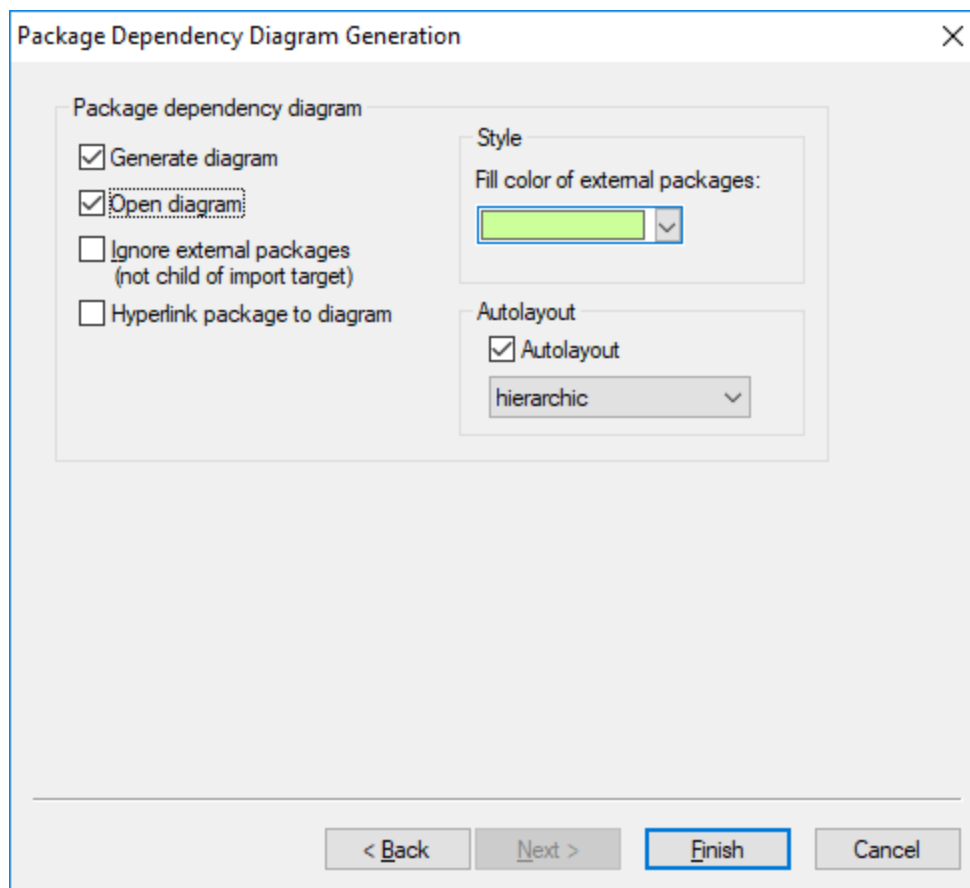 Package Dependency Diagram Generation
Package dependency diagram
Generate diagram
Open diagram
Ignore external packages
(not child of import target)
Hyperlink package to diagram
Style
Fill color of external packages:
Autolayout
Autolayout
hierarchic
< Back
Next >
Finish
Cancel